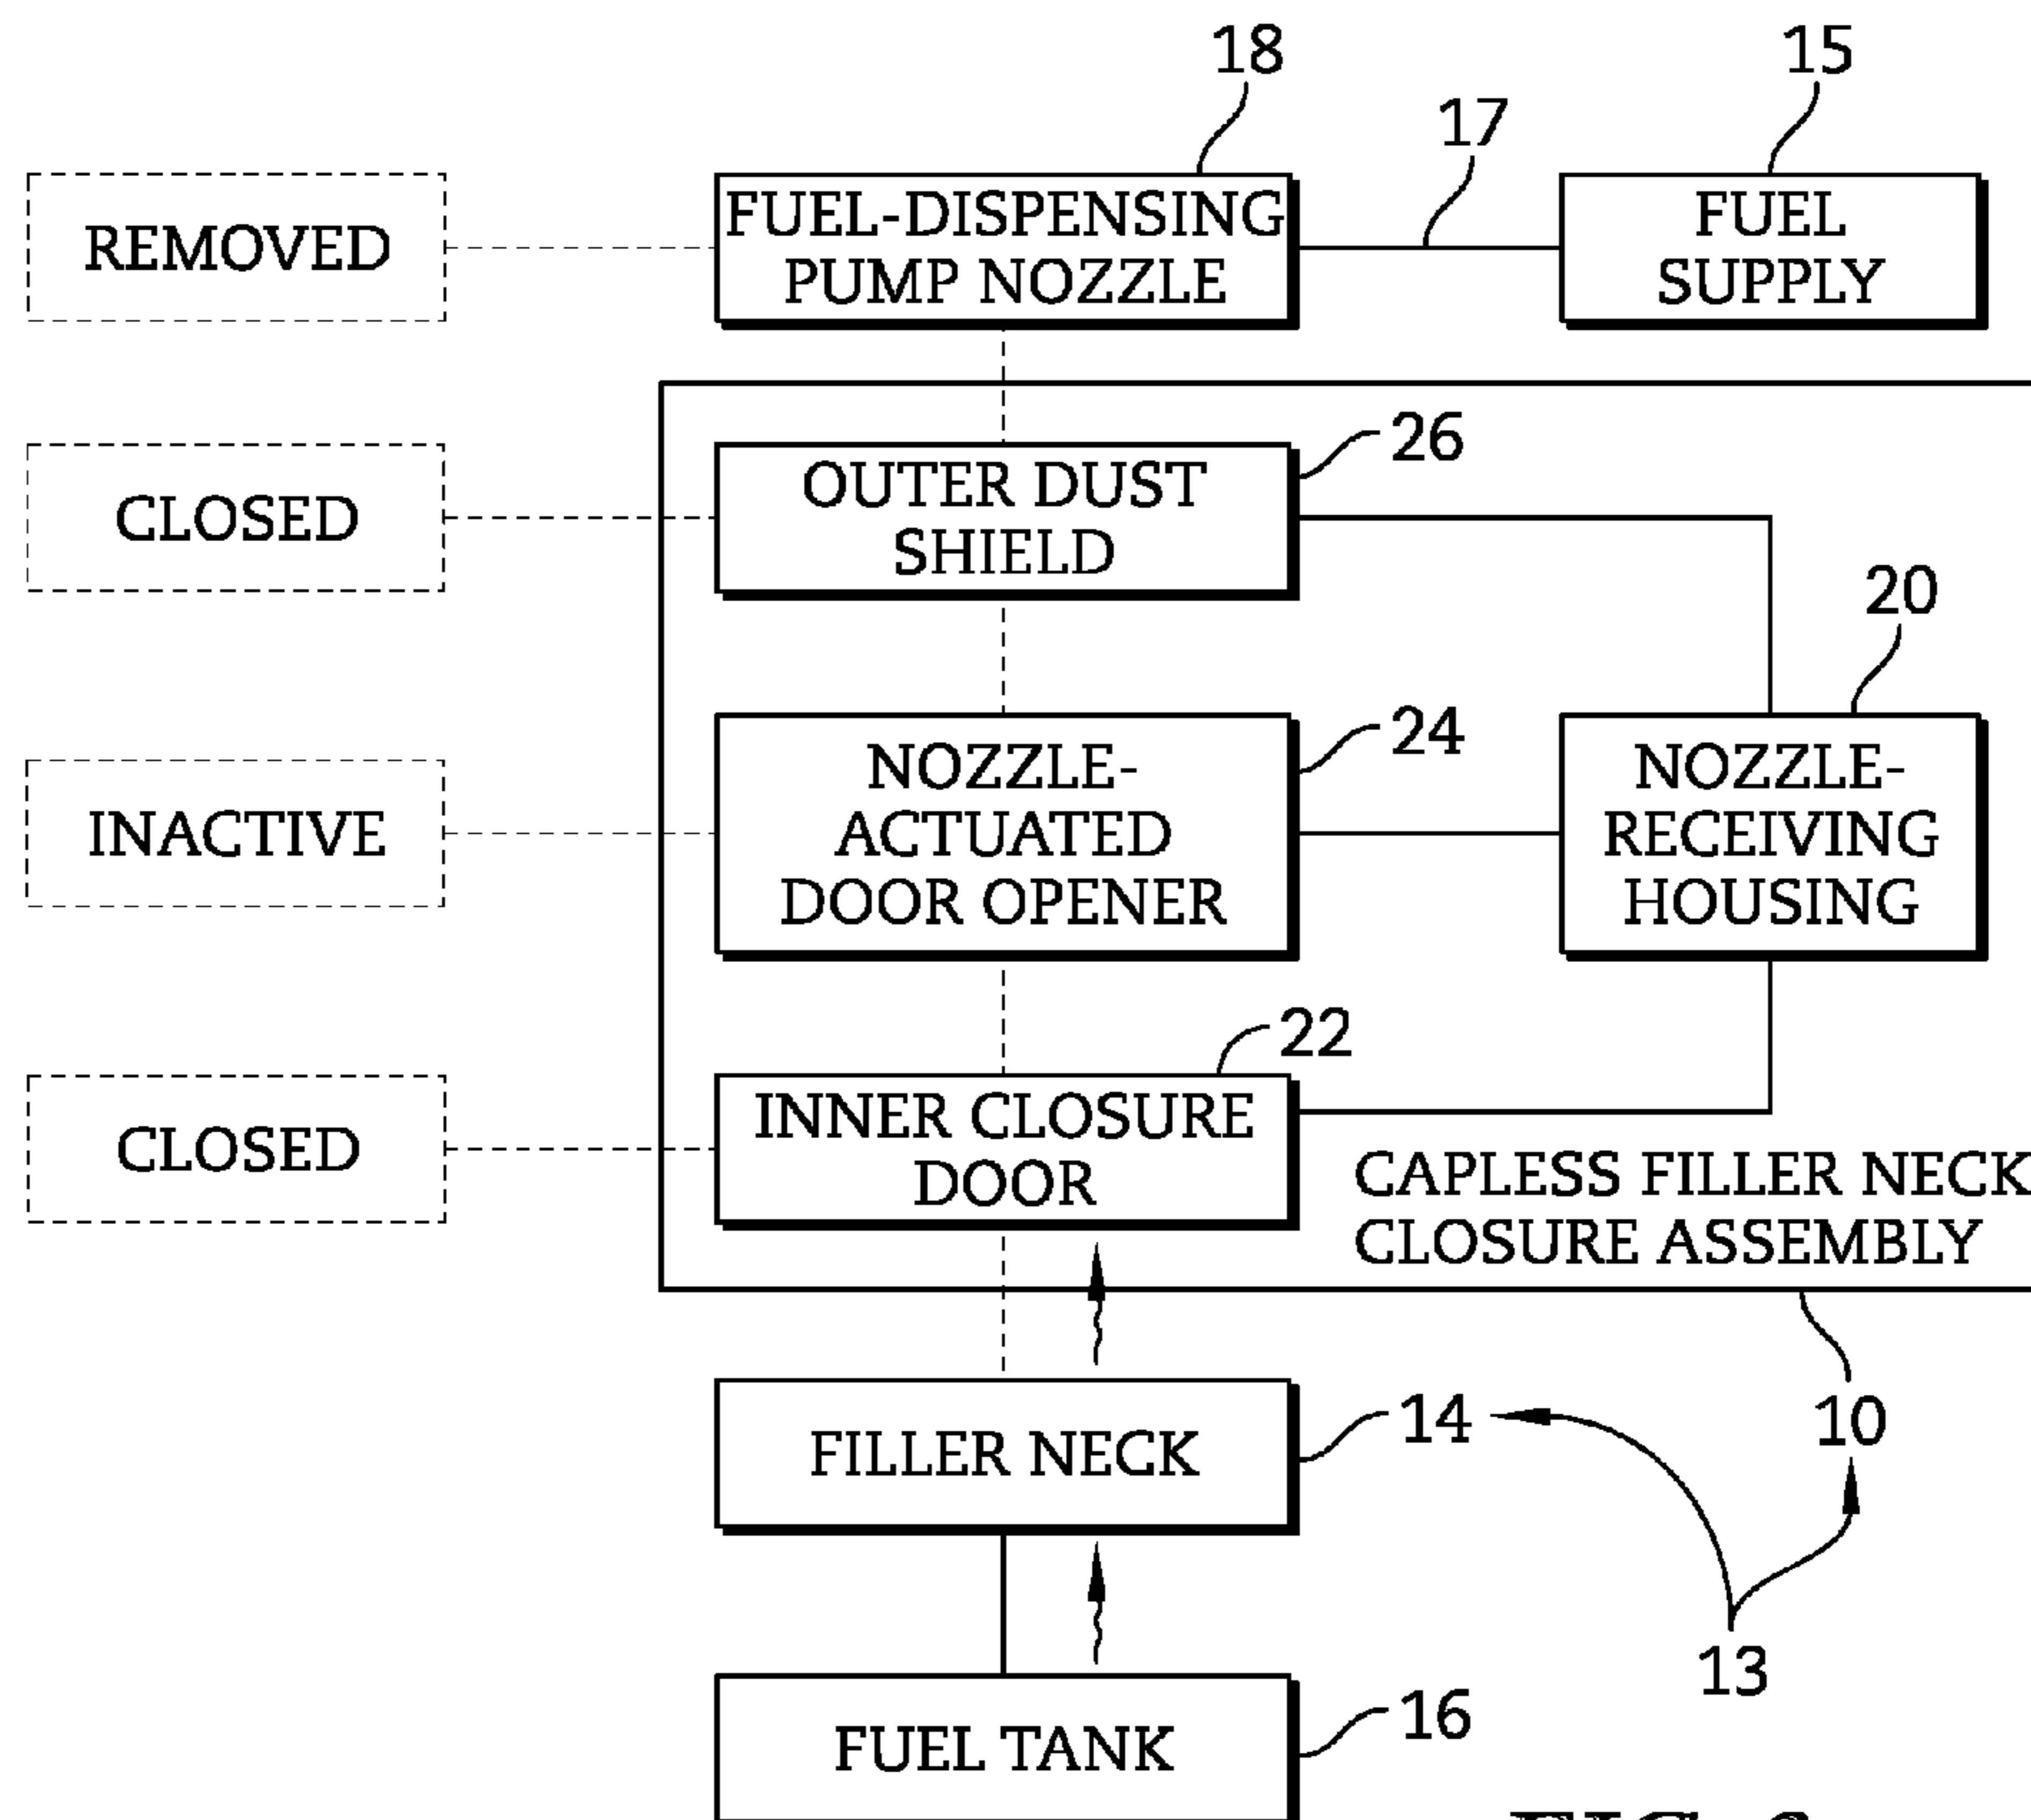 18
15
17
REMOVED
FUEL-DISPENSING
PUMP NOZZLE
FUEL
SUPPLY
26
CLOSED
OUTER DUST
SHIELD
20
24
INACTIVE
NOZZLE-
ACTUATED
DOOR OPENER
NOZZLE-
RECEIVING
HOUSING
22
CLOSED
INNER CLOSURE
DOOR
CAPLESS FILLER NECK
CLOSURE ASSEMBLY
14
10
FILLER NECK
13
16
FUEL TANK